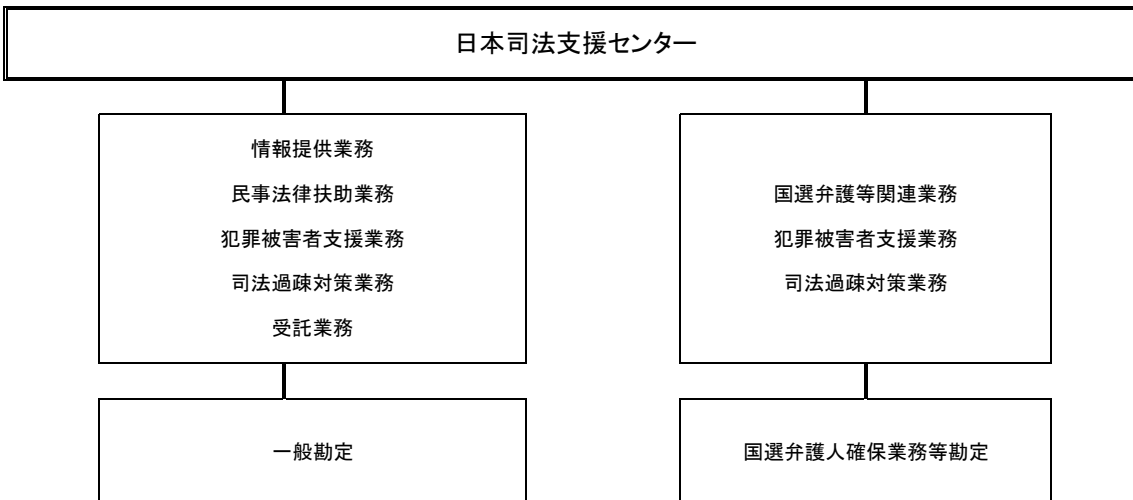 日本司法支援センター
情報提供業務
民事法律扶助業務
犯罪被害者支援業務
司法過疎対策業務
受託業務
国選弁護等関連業務
犯罪被害者支援業務
司法過疎対策業務
一般勘定
国選弁護人確保業務等勘定